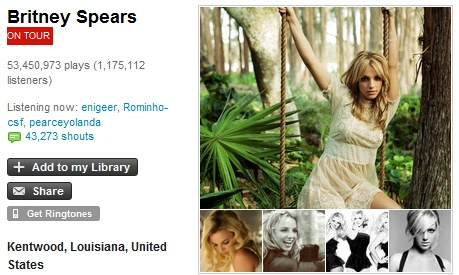 Britney Spears
ON TOUR
53,450,973 plays (1,175,112
listeners)
Listening now: enigeer, Rominho-
csf, pearceyolanda
43,273 shouts
Add to my Library
Share
Get Ringtones
Kentwood, Louisiana, United
States